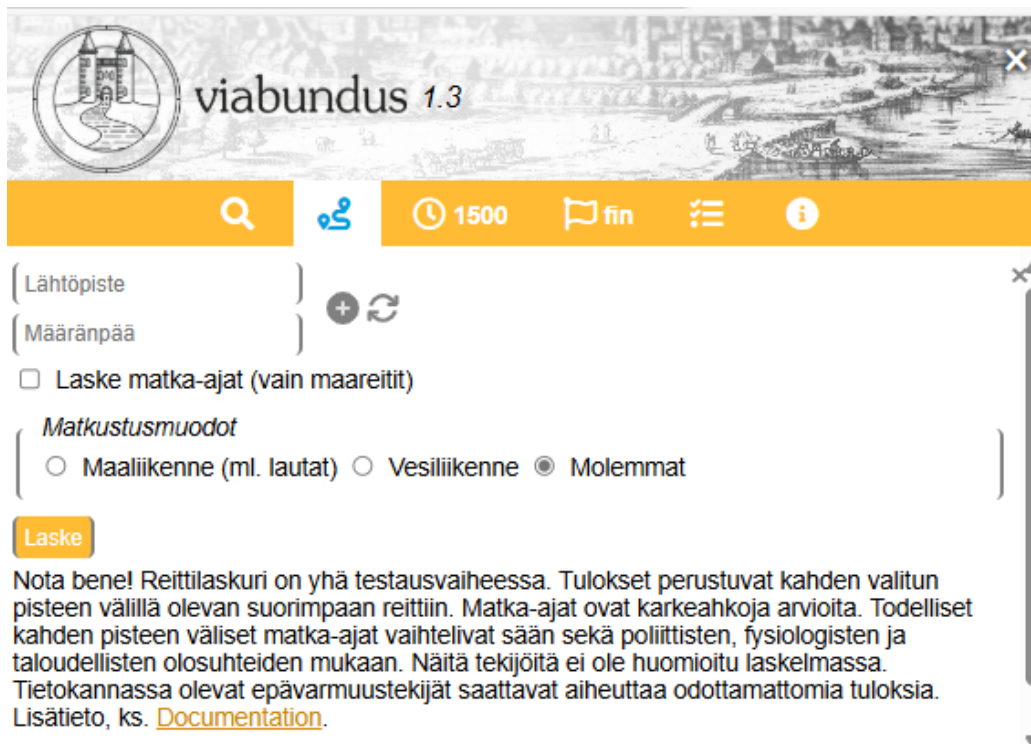 viabundus 1.3
1500 fin
Lähtöpiste
Määränpää
Laske matka-ajat (vain maareitit)
Matkustusmuodot
Maaliikenne (ml. lautat) Vesiliikenne Molemmat
Laske
Nota bene! Reittilaskuri on yhä testausvaiheessa. Tulokset perustuvat kahden valitun
pisteen välillä olevan suorimpaan reittiin. Matka-ajat ovat karkeahkoja arvioita. Todelliset
kahden pisteen väliset matka-ajat vaihtelivat sään sekä poliittisten, fysiologisten ja
taloudellisten olosuhteiden mukaan. Näitä tekijöitä ei ole huomioitu laskelmassa.
Tietokannassa olevat epävarmuustekijät saattavat aiheuttaa odottamattomia tuloksia.
Lisätieto, ks. Documentation.